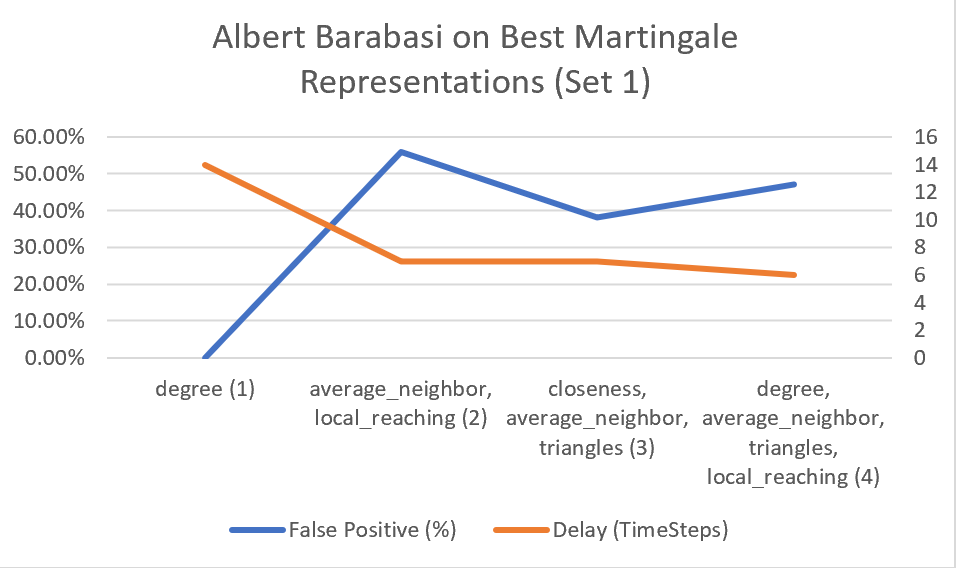 Albert Barabasi on Best Martingale
Representations (Set 1)
60.00%
50.00%
40.00%
30.00%
20.00%
10.00%
0.00%
16
14
12
10
8
6
4
2
0
degree (1)
average_neighbor,
local_reaching (2)
closeness,
average_neighbor,
triangles (3)
degree,
average_neighbor,
triangles,
local_reaching (4)
False Positive (%)
Delay (TimeSteps)